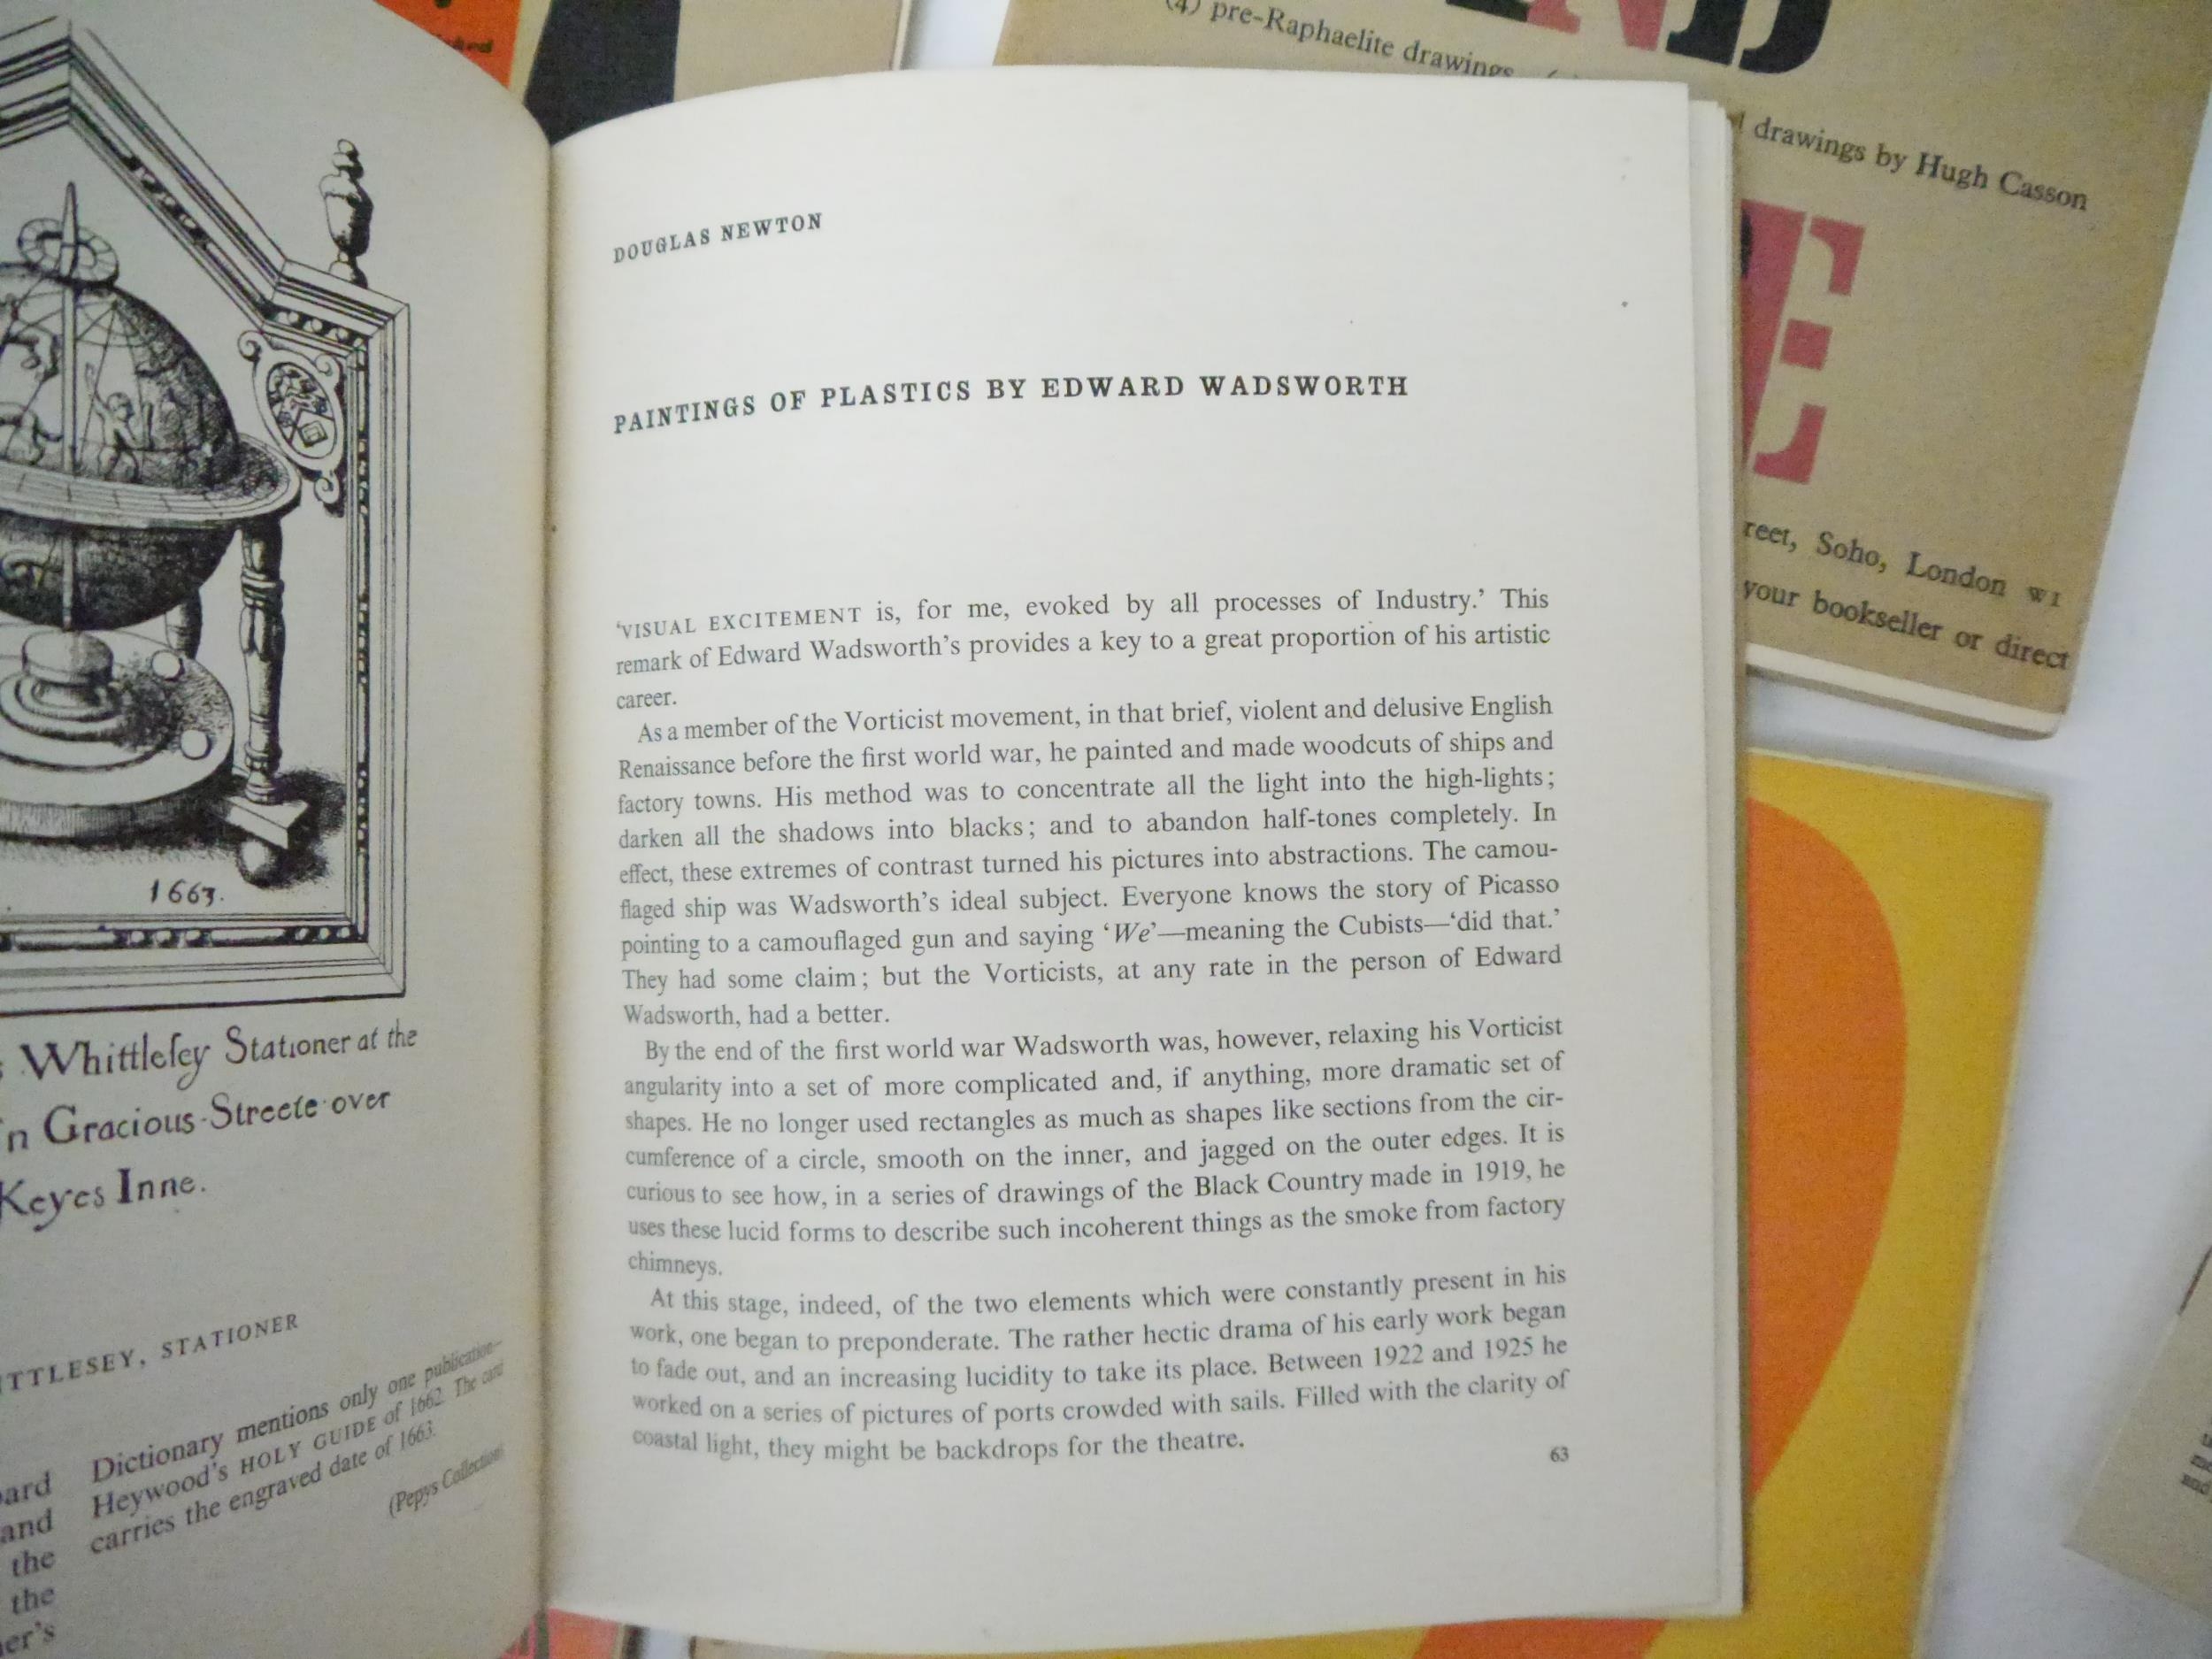 1663.
Whittlesey Stationer at the
Gracious-Streete over
Keyes Inne.
STATIONER
Dictionary mentions only one publication—
Heywood's HOLY GUIDE of 1662. The card
carries the engraved date of 1663.
(Pepys Collection)
and
the
the
DOUGLAS NEWTON
PAINTINGS OF PLASTICS BY EDWARD WADSWORTH
‘VISUAL EXCITEMENT is, for me, evoked by all processes of Industry.’ This
remark of Edward Wadsworth’s provides a key to a great proportion of his artistic
career.
As a member of the Vorticist movement, in that brief, violent and delusive English
Renaissance before the first world war, he painted and made woodcuts of ships and
factory towns. His method was to concentrate all the light into the high-lights;
darken all the shadows into blacks; and to abandon half-tones completely. In
effect, these extremes of contrast turned his pictures into abstractions. The camou-
flaged ship was Wadsworth’s ideal subject. Everyone knows the story of Picasso
pointing to a camouflaged gun and saying ‘We’—meaning the Cubists—‘did that.’
They had some claim; but the Vorticists, at any rate in the person of Edward
Wadsworth, had a better.
By the end of the first world war Wadsworth was, however, relaxing his Vorticist
angularity into a set of more complicated and, if anything, more dramatic set of
shapes. He no longer used rectangles as much as shapes like sections from the cir-
cumference of a circle, smooth on the inner, and jagged on the outer edges. It is
curious to see how, in a series of drawings of the Black Country made in 1919, he
uses these lucid forms to describe such incoherent things as the smoke from factory
chimneys.
At this stage, indeed, of the two elements which were constantly present in his
work, one began to preponderate. The rather hectic drama of his early work began
to fade out, and an increasing lucidity to take its place. Between 1922 and 1925 he
worked on a series of pictures of ports crowded with sails. Filled with the clarity of
coastal light, they might be backdrops for the theatre.
63
(4) pre-Raphaelite drawings
drawings by Hugh Casson
E
reet, Soho, London W1
your bookseller or direct